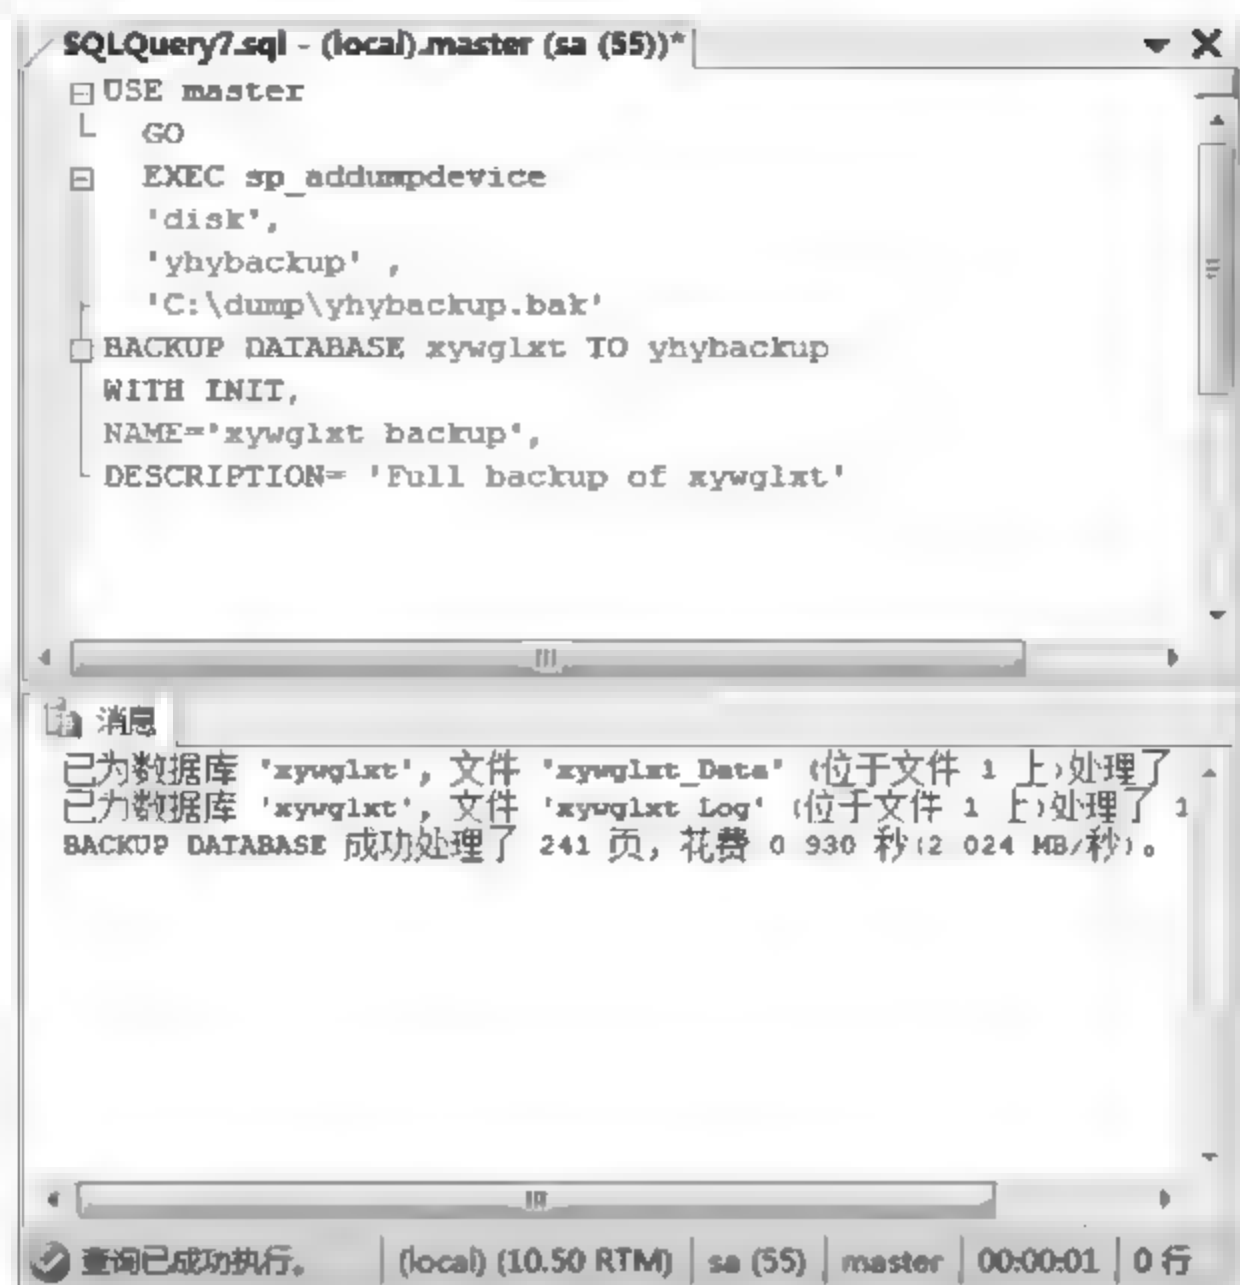 SQLQuery7.sql - (local).master (sa (55))*
USE master
GO
EXEC sp_addumpdevice
'disk',
'yhybackup' ,
'C:\dump\yhybackup.bak'
BACKUP DATABASE xywglxt TO yhybackup
WITH INIT,
NAME='xywglxt backup',
DESCRIPTION= 'Full backup of xywglxt'
消息
已为数据库 'xywglxt', 文件 'xywglxt_Data' (位于文件 1 上)处理了
已为数据库 'xywglxt', 文件 'xywglxt Log' (位于文件 1 上)处理了 1
BACKUP DATABASE 成功处理了 241 页, 花费 0 930 秒(2 024 MB/秒)。
查询已成功执行。
(local) (10.50 RTM)
sa (55)
master
00:00:01
0 行